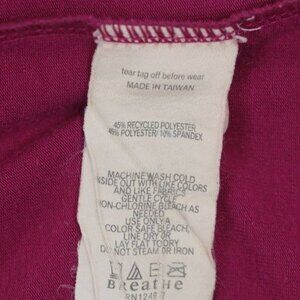 tear tag off before wear
MADE IN TAIWAN
45% RECYCLED POLYESTER
45% POLYESTER/10% SPANDEX
MACHINE WASH COLD
INSIDE OUT WITH LIKE COLORS
AND LIKE FABRICS
GENTLE CYCLE
NON-CHLORINE BLEACH AS
NEEDED
USE ONLY A
COLOR SAFE BLEACH,
LINE DRY OR
LAY FLAT TO DRY
DO NOT STEAM OR IRON
BREATHE